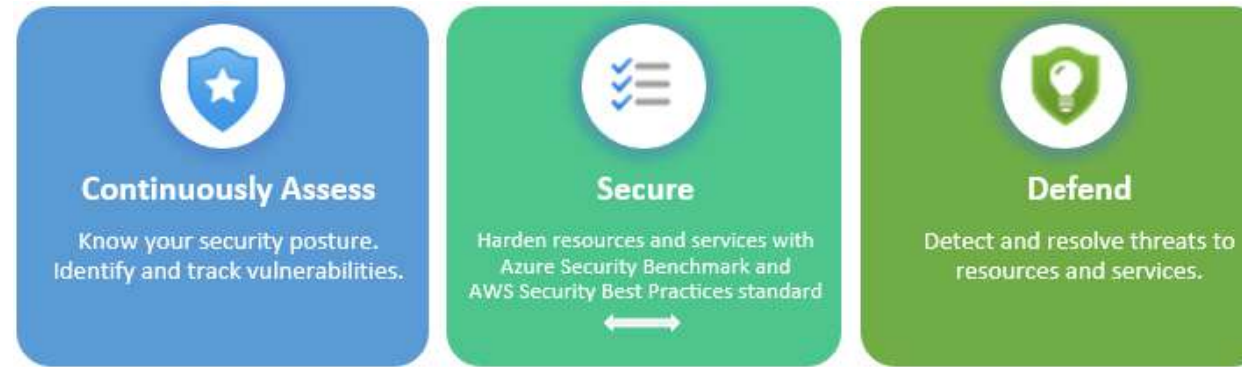 Continuously Assess
Know your security posture.
Identify and track vulnerabilities.
Secure
Harden resources and services with
Azure Security Benchmark and
AWS Security Best Practices standard
Defend
Detect and resolve threats to
resources and services.